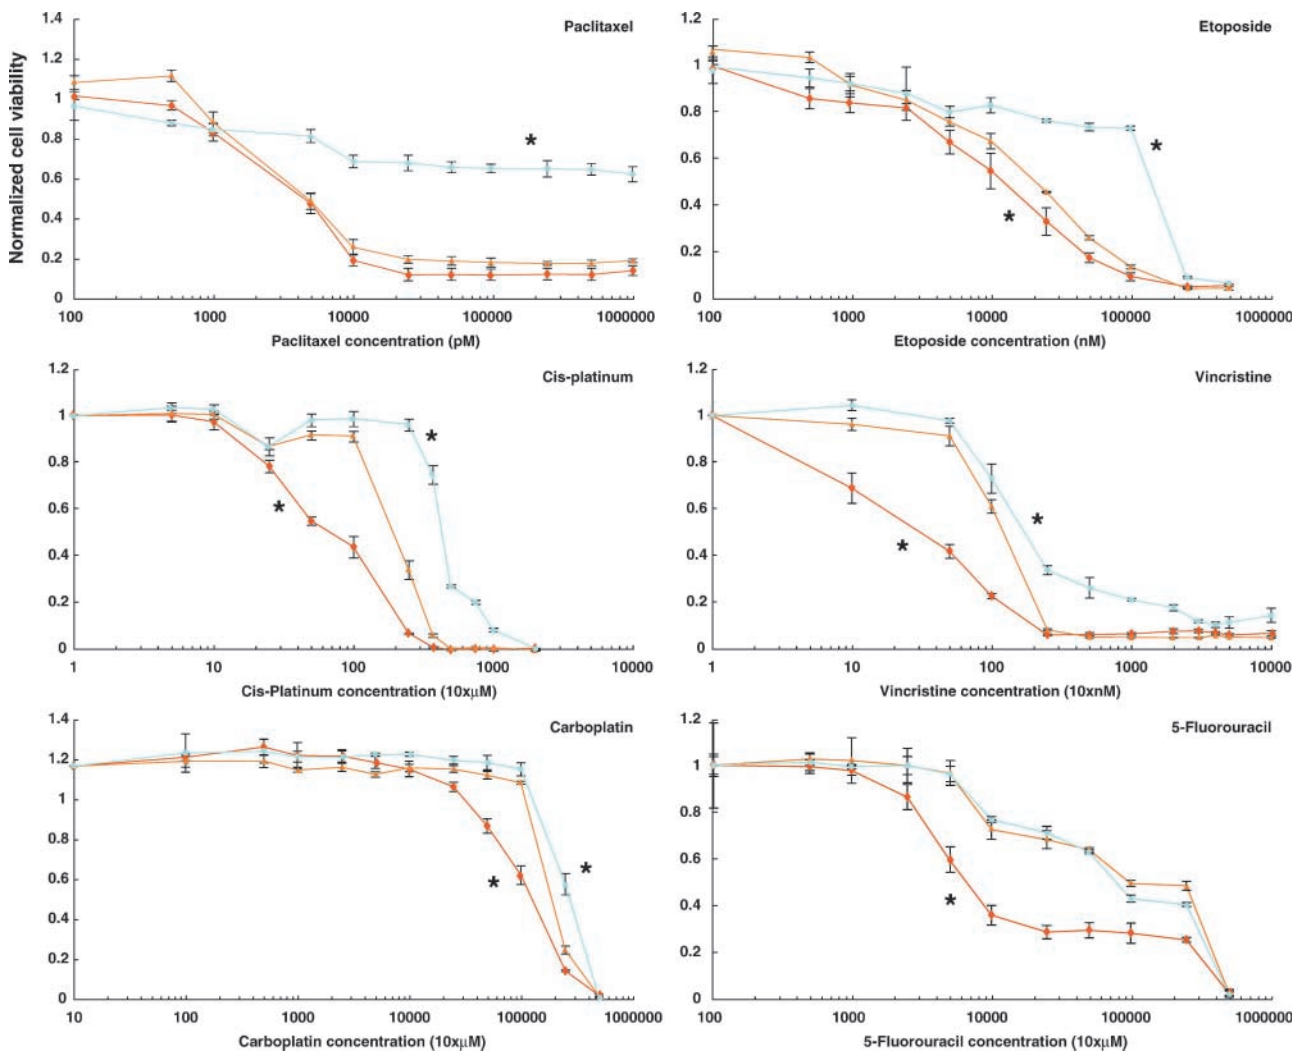 Normalized cell viability
Paclitaxel
1.4
1.2
1
0.8
0.6
0.4
0.2
0
100 1000 10000 100000 1000000
Paclitaxel concentration (pM)
Etoposide
1.2
1
0.8
0.6
0.4
0.2
0
100 1000 10000 100000 1000000
Etoposide concentration (nM)
Cis-platinum
1.2
1
0.8
0.6
0.4
0.2
0
1 10 100 1000 10000
Cis-Platinum concentration (10xμM)
Vincristine
1.2
1
0.8
0.6
0.4
0.2
0
1 10 100 1000 10000
Vincristine concentration (10xnM)
Carboplatin
1.4
1.2
1
0.8
0.6
0.4
0.2
0
10 100 1000 10000 100000 1000000
Carboplatin concentration (10xμM)
5-Fluorouracil
1.2
1
0.8
0.6
0.4
0.2
0
100 1000 10000 100000 1000000
5-Fluorouracil concentration (10xμM)